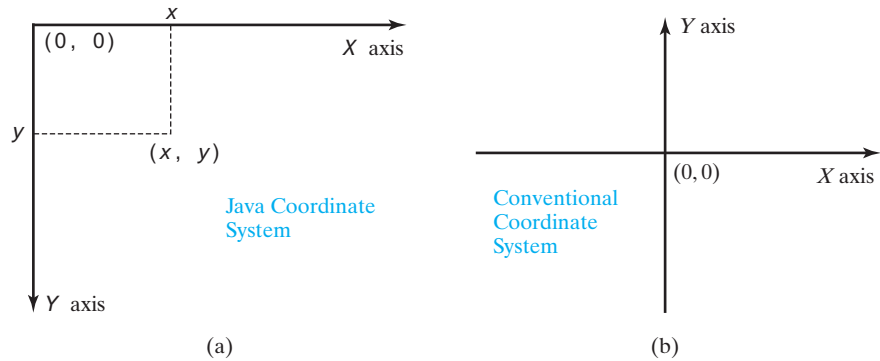 x
(0, 0)
X axis
y
(x, y)
Java Coordinate
System
Y axis
(a)
Y axis
(0, 0)
X axis
Conventional
Coordinate
System
(b)